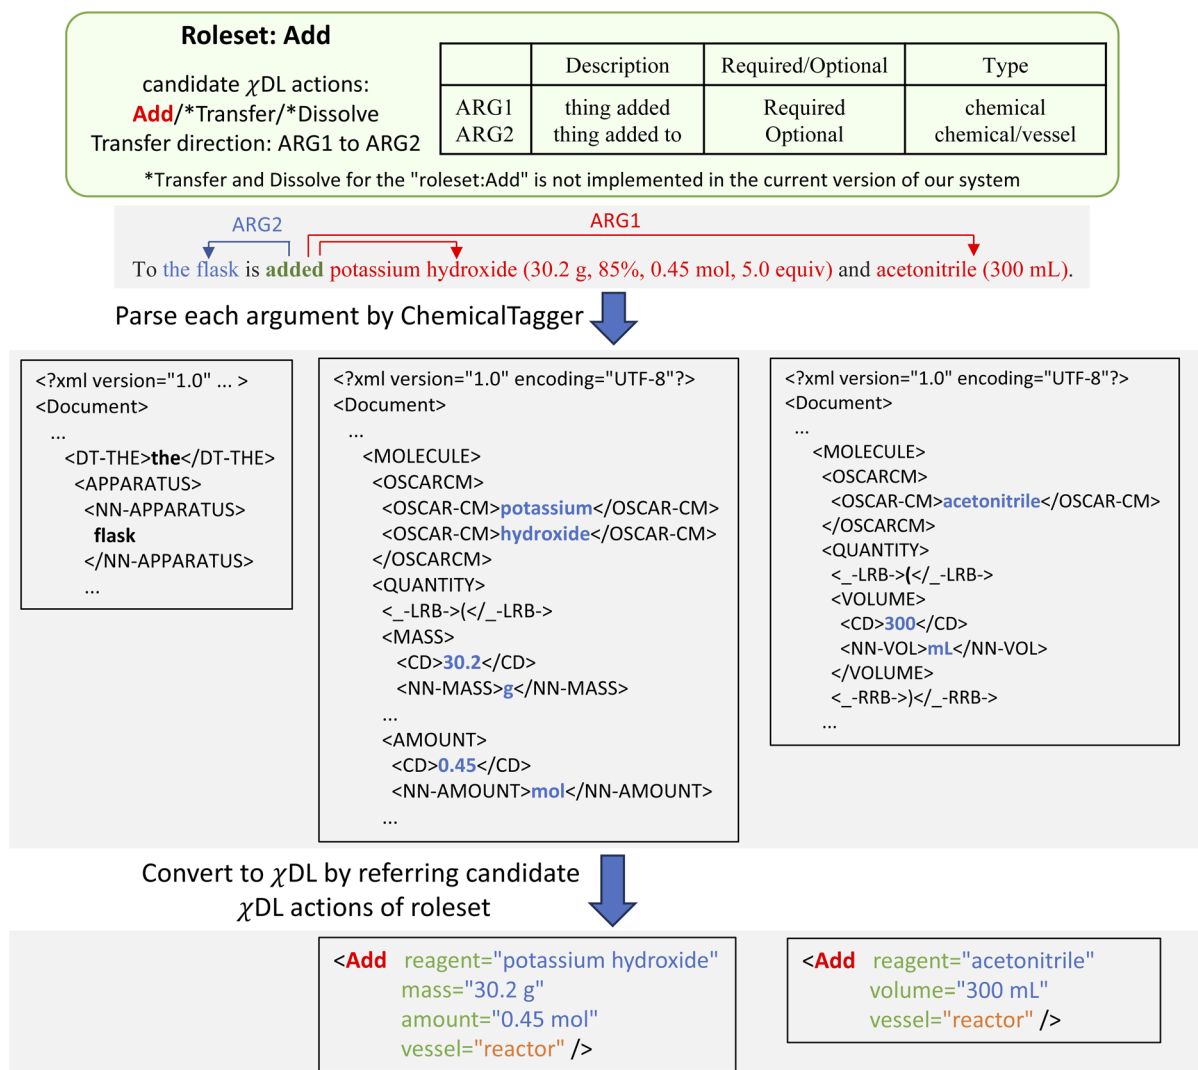 Roleset: Add
candidate χDL actions:
Add/*Transfer/*Dissolve
Transfer direction: ARG1 to ARG2
Description Required/Optional Type
ARG1 thing added Required chemical
ARG2 thing added to Optional chemical/vessel
*Transfer and Dissolve for the "roleset:Add" is not implemented in the current version of our system
ARG2 ARG1
To the flask is added potassium hydroxide (30.2 g, 85%, 0.45 mol, 5.0 equiv) and acetonitrile (300 mL).
Parse each argument by ChemicalTagger
<?xml version="1.0" ... >
<Document>
...
<DT-THE>the</DT-THE>
<APPARATUS>
<NN-APPARATUS>
flask
</NN-APPARATUS>
...
<?xml version="1.0" encoding="UTF-8"?>
<Document>
...
<MOLECULE>
<OSCARCM>
<OSCAR-CM>potassium</OSCAR-CM>
<OSCAR-CM>hydroxide</OSCAR-CM>
</OSCARCM>
<QUANTITY>
<_-LRB->(</_-LRB->
<MASS>
<CD>30.2</CD>
<NN-MASS>g</NN-MASS>
...
<AMOUNT>
<CD>0.45</CD>
<NN-AMOUNT>mol</NN-AMOUNT>
...
<?xml version="1.0" encoding="UTF-8"?>
<Document>
...
<MOLECULE>
<OSCARCM>
<OSCAR-CM>acetonitrile</OSCAR-CM>
</OSCARCM>
<QUANTITY>
<_-LRB->(</_-LRB->
<VOLUME>
<CD>300</CD>
<NN-VOL>mL</NN-VOL>
</VOLUME>
<_-RRB->)</_-RRB->
...
Convert to χDL by referring candidate
χDL actions of roleset
<Add reagent="potassium hydroxide"
mass="30.2 g"
amount="0.45 mol"
vessel="reactor" />
<Add reagent="acetonitrile"
volume="300 mL"
vessel="reactor" />